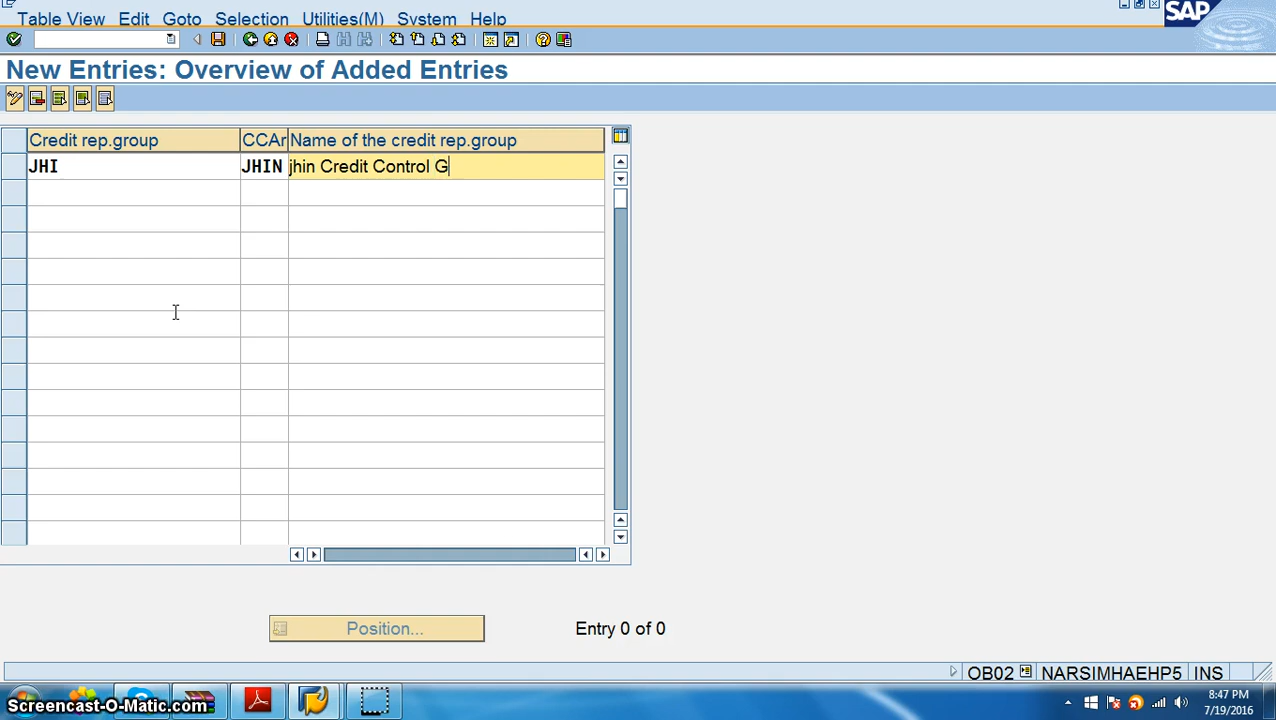 Table View Edit Goto Selection Utilities(M) System Help
SAP
New Entries: Overview of Added Entries
Credit rep.group CCAr Name of the credit rep.group
JHI JHIN jhin Credit Control G
Position... Entry 0 of 0
OB02 NARSIMHAEHP5 INS
Screencast-O-Matic.com
8:47 PM
7/19/2016